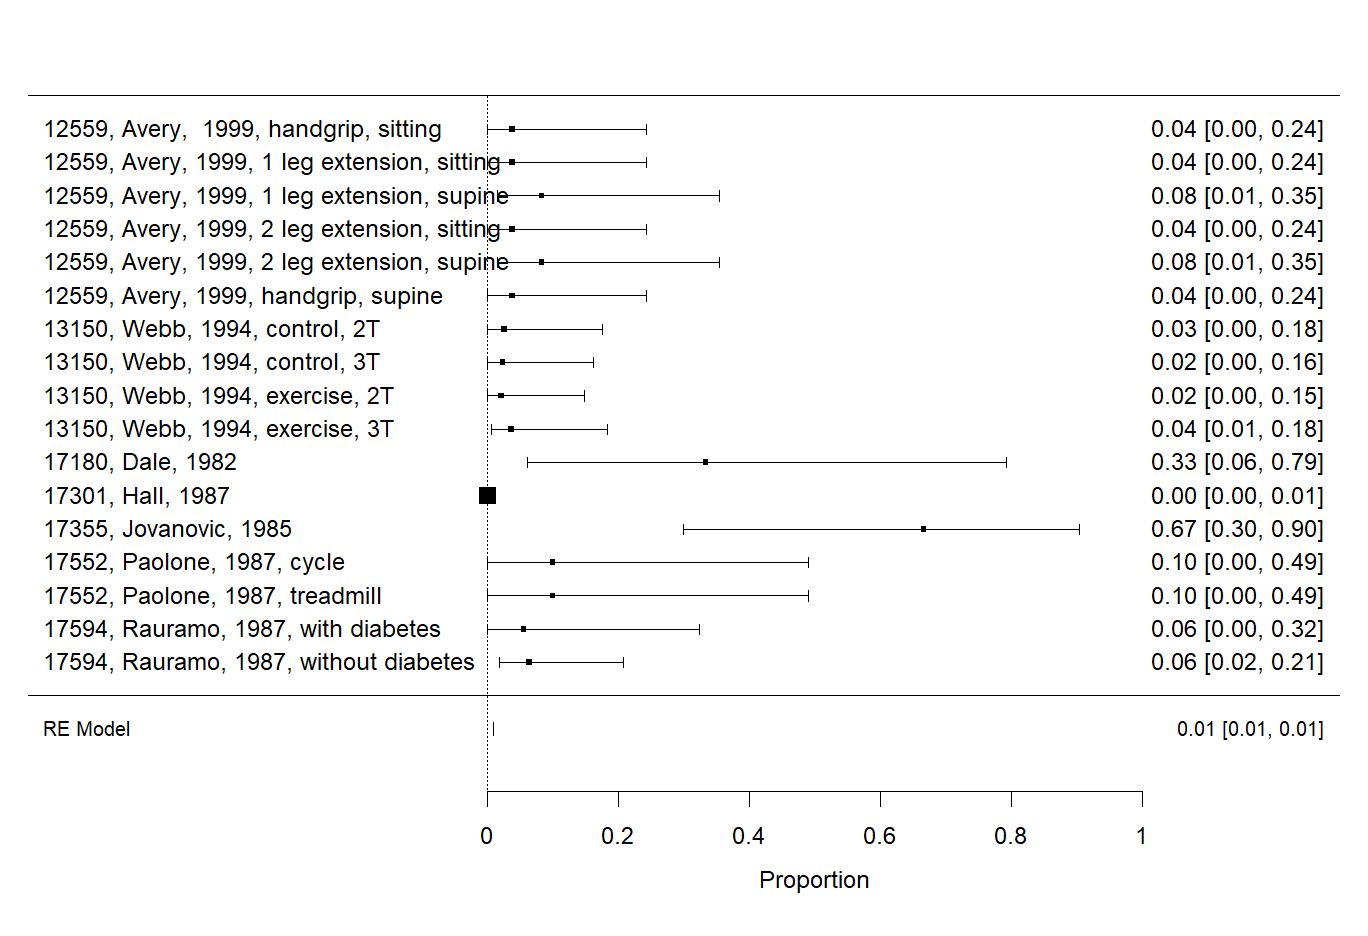 12559, Avery,  1999, handgrip, sitting 0.04 [0.00, 0.24]
12559, Avery, 1999, 1 leg extension, sitting 0.04 [0.00, 0.24]
12559, Avery, 1999, 1 leg extension, supine 0.08 [0.01, 0.35]
12559, Avery, 1999, 2 leg extension, sitting 0.04 [0.00, 0.24]
12559, Avery, 1999, 2 leg extension, supine 0.08 [0.01, 0.35]
12559, Avery, 1999, handgrip, supine 0.04 [0.00, 0.24]
13150, Webb, 1994, control, 2T 0.03 [0.00, 0.18]
13150, Webb, 1994, control, 3T 0.02 [0.00, 0.16]
13150, Webb, 1994, exercise, 2T 0.02 [0.00, 0.15]
13150, Webb, 1994, exercise, 3T 0.04 [0.01, 0.18]
17180, Dale, 1982 0.33 [0.06, 0.79]
17301, Hall, 1987 0.00 [0.00, 0.01]
17355, Jovanovic, 1985 0.67 [0.30, 0.90]
17552, Paolone, 1987, cycle 0.10 [0.00, 0.49]
17552, Paolone, 1987, treadmill 0.10 [0.00, 0.49]
17594, Rauramo, 1987, with diabetes 0.06 [0.00, 0.32]
17594, Rauramo, 1987, without diabetes 0.06 [0.02, 0.21]
RE Model 0.01 [0.01, 0.01]
0 0.2 0.4 0.6 0.8 1
Proportion